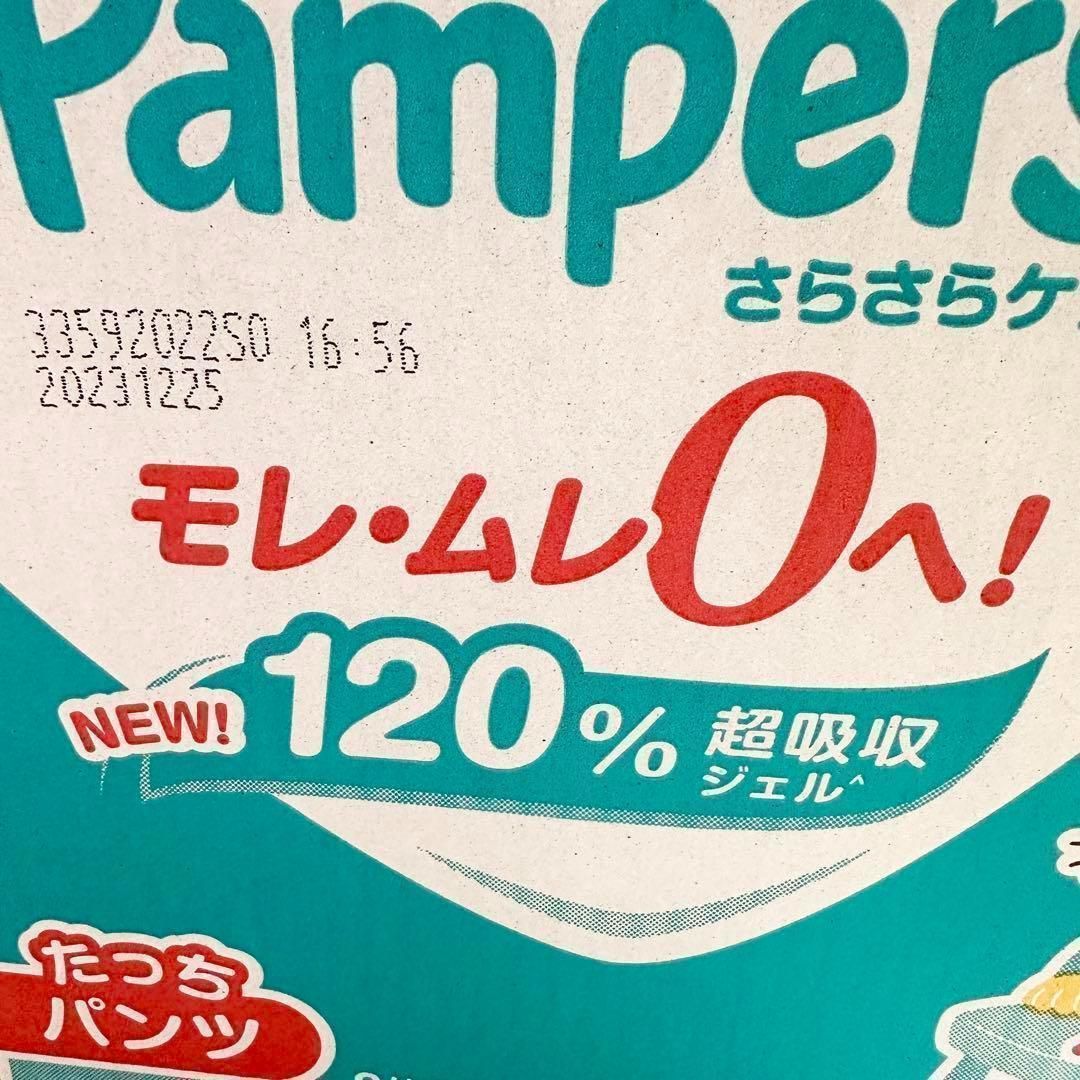 Pampers
さらさらケ
33592022S0 16:56
20231225
モレ・ムレ0へ!
NEW!
120% 超吸収
ジェル^
たっち
パンツ